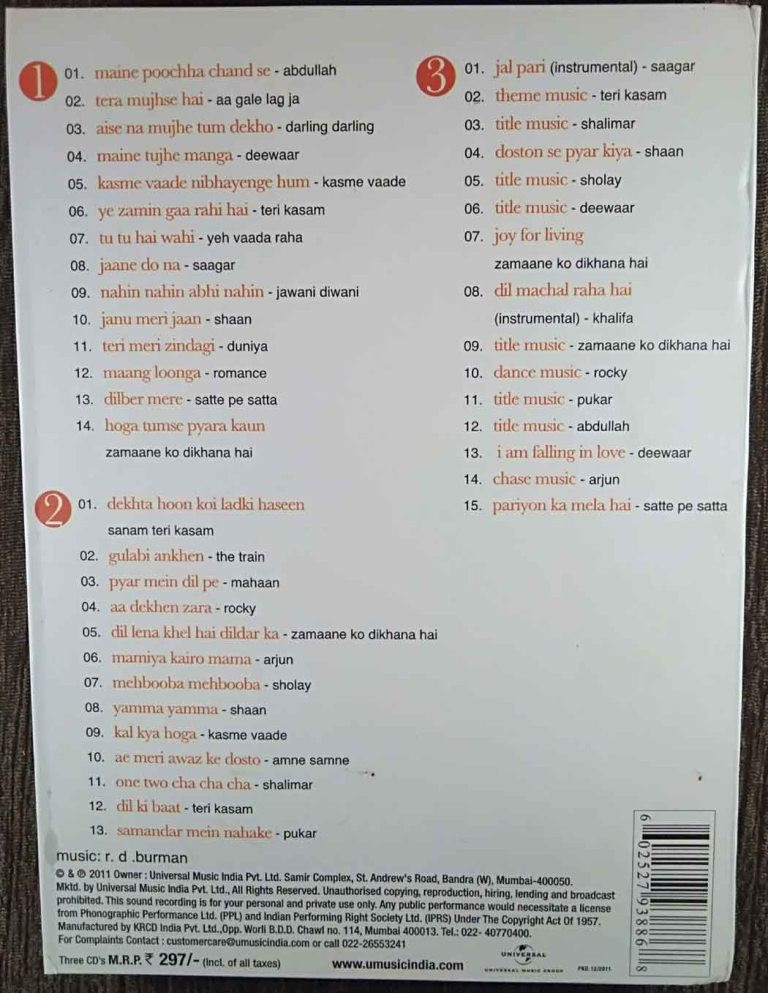 1
01. maine poochha chand se - abdullah
02. tera mujhse hai - aa gale lag ja
03. aise na mujhe tum dekho - darling darling
04. maine tujhe manga - deewaar
05. kasme vaade nibhayenge hum - kasme vaade
06. ye zamin gaa rahi hai - teri kasam
07. tu tu hai wahi - yeh vaada raha
08. jaane do na - saagar
09. nahin nahin abhi nahin - jawani diwani
10. janu meri jaan - shaan
11. teri meri zindagi - duniya
12. maang loonga - romance
13. dilber mere - satte pe satta
14. hoga tumse pyara kaun
zamaane ko dikhana hai
2
01. dekhta hoon koi ladki haseen
sanam teri kasam
02. gulabi ankhen - the train
03. pyar mein dil pe - mahaan
04. aa dekhen zara - rocky
05. dil lena khel hai dildar ka - zamaane ko dikhana hai
06. mamiya kairo mama - arjun
07. mehbooba mehbooba - sholay
08. yamma yamma - shaan
09. kal kya hoga - kasme vaade
10. ae meri awaz ke dosto - amne samne
11. one two cha cha cha - shalimar
12. dil ki baat - teri kasam
13. samandar mein nahake - pukar
3
01. jal pari (instrumental) - saagar
02. theme music - teri kasam
03. title music - shalimar
04. doston se pyar kiya - shaan
05. title music - sholay
06. title music - deewaar
07. joy for living
zamaane ko dikhana hai
08. dil machal raha hai
(instrumental) - khalifa
09. title music - zamaane ko dikhana hai
10. dance music - rocky
11. title music - pukar
12. title music - abdullah
13. i am falling in love - deewaar
14. chase music - arjun
15. pariyon ka mela hai - satte pe satta
music: r. d .burman
© & ℗ 2011 Owner : Universal Music India Pvt. Ltd. Samir Complex, St. Andrew's Road, Bandra (W), Mumbai-400050.
Mktd. by Universal Music India Pvt. Ltd., All Rights Reserved. Unauthorised copying, reproduction, hiring, lending and broadcast
prohibited. This sound recording is for your personal and private use only. Any public performance would necessitate a license
from Phonographic Performance Ltd. (PPL) and Indian Performing Right Society Ltd. (IPRS) Under The Copyright Act Of 1957.
Manufactured by KRCD India Pvt. Ltd.,Opp. Worli B.D.D. Chawl no. 114, Mumbai 400013. Tel.: 022- 40770400.
For Complaints Contact : customercare@umusicindia.com or call 022-26553241
Three CD's M.R.P. ₹ 297/- (Incl. of all taxes)
www.umusicindia.com
UNIVERSAL
UNIVERSAL MUSIC GROUP
PKD.12/2011
6 02527 93886 8